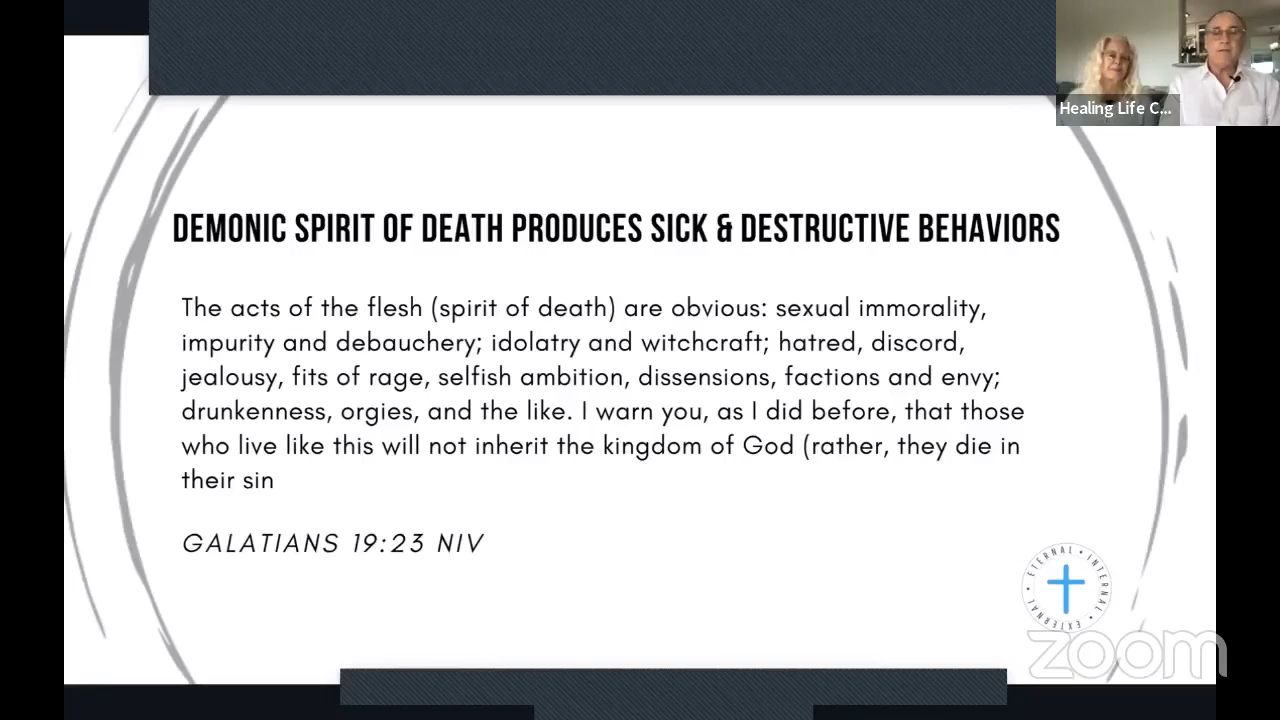 Healing Life C...
DEMONIC SPIRIT OF DEATH PRODUCES SICK & DESTRUCTIVE BEHAVIORS
The acts of the flesh (spirit of death) are obvious: sexual immorality,
impurity and debauchery; idolatry and witchcraft; hatred, discord,
jealousy, fits of rage, selfish ambition, dissensions, factions and envy;
drunkenness, orgies, and the like. I warn you, as I did before, that those
who live like this will not inherit the kingdom of God (rather, they die in
their sin
GALATIANS 19:23 NIV
ETERNAL • INTERNAL • EXTERNAL •
zoom